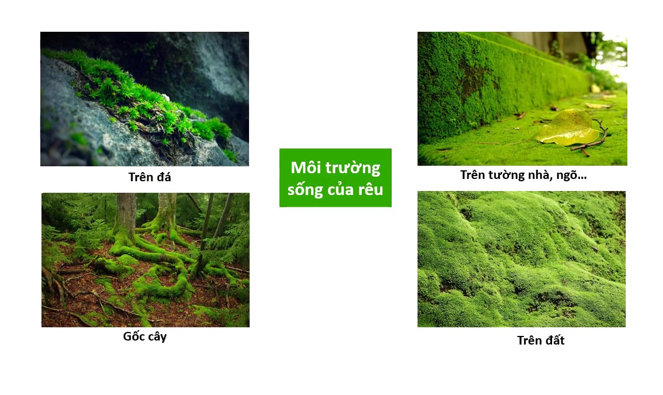 Môi trường
sống của rêu
Trên đá
Trên tường nhà, ngõ...
Gốc cây
Trên đất